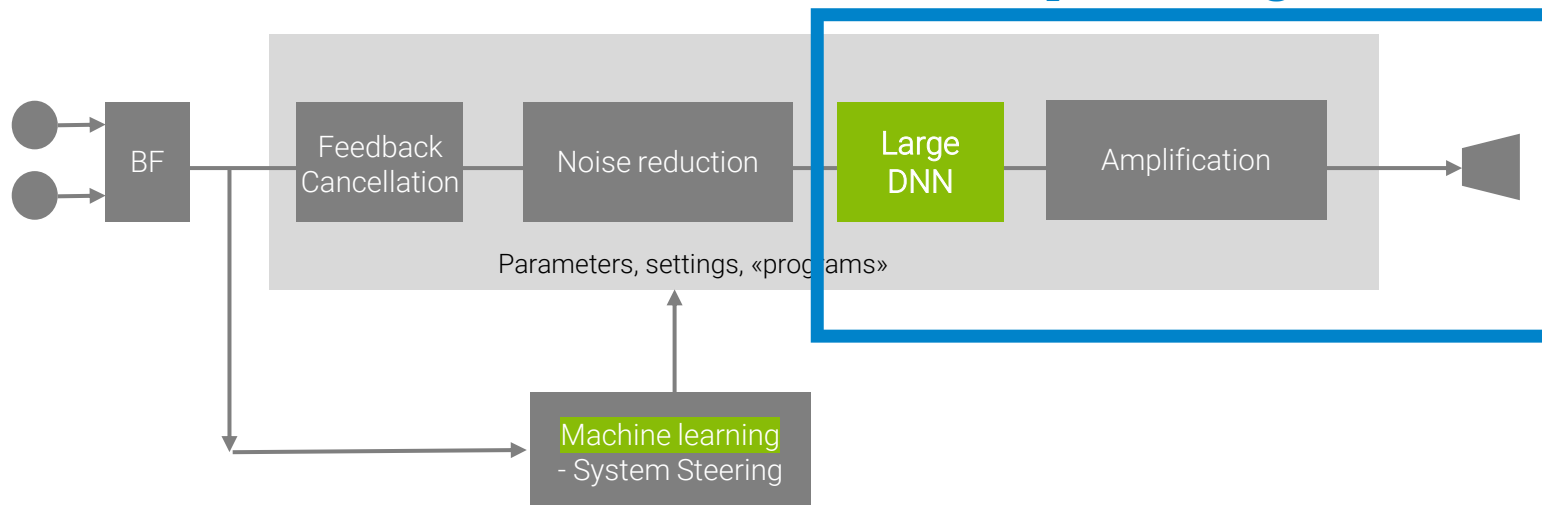 BF
Feedback
Cancellation
Noise reduction
Large
DNN
Amplification
Parameters, settings, «programs»
Machine learning
- System Steering